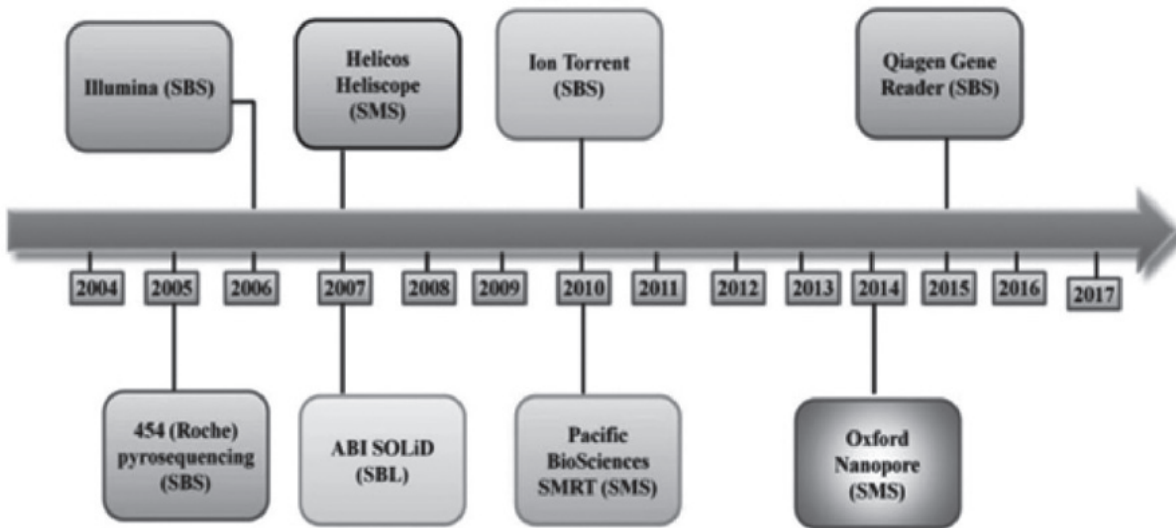 Illumina (SBS)
Helicos
Heliscope
(SMS)
Ion Torrent
(SBS)
Qiagen Gene
Reader (SBS)
2004
2005
2006
2007
2008
2009
2010
2011
2012
2013
2014
2015
2016
2017
454 (Roche)
pyrosequencing
(SBS)
ABI SOLiD
(SBL)
Pacific
BioSciences
SMRT (SMS)
Oxford
Nanopore
(SMS)